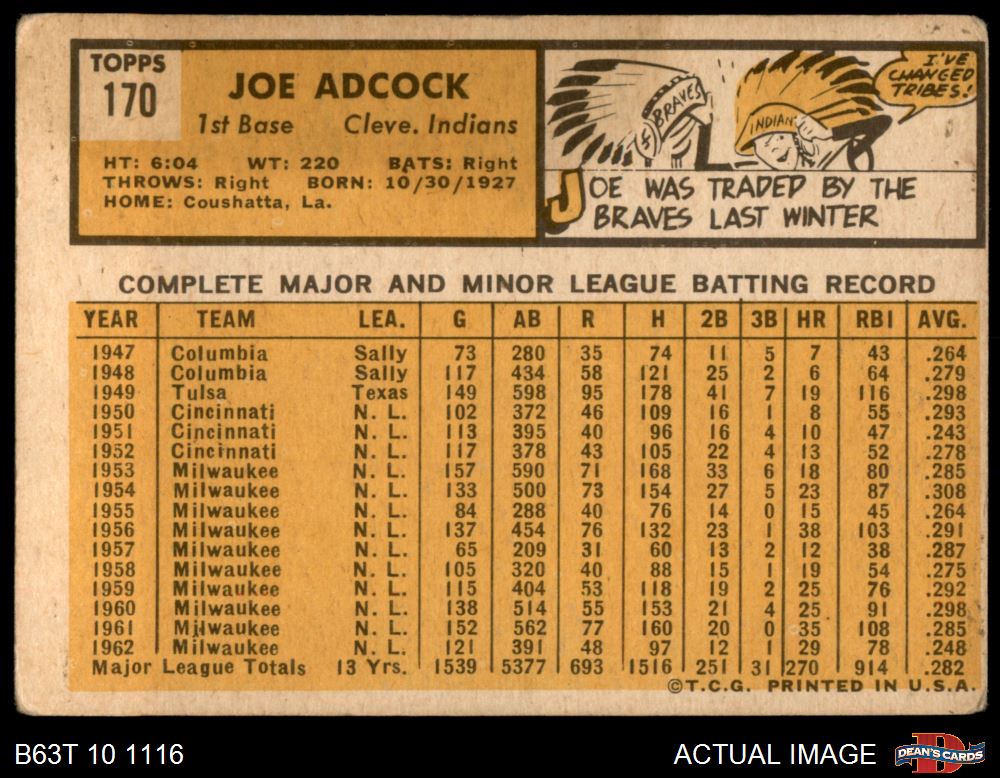 TOPPS
170
JOE ADCOCK
1st Base Cleve. Indians
HT: 6:04 WT: 220 BATS: Right
THROWS: Right BORN: 10/30/1927
HOME: Coushatta, La.
BRAVES
INDIAN
I'VE
CHANGED
TRIBES!
JOE WAS TRADED BY THE
BRAVES LAST WINTER
COMPLETE MAJOR AND MINOR LEAGUE BATTING RECORD
YEAR TEAM LEA. G AB R H 2B 3B HR RBI AVG.
1947 Columbia Sally 73 280 35 74 11 5 7 43 .264
1948 Columbia Sally 117 434 58 121 25 2 6 64 .279
1949 Tulsa Texas 149 598 95 178 41 7 19 116 .298
1950 Cincinnati N. L. 102 372 46 109 16 1 8 55 .293
1951 Cincinnati N. L. 113 395 40 96 16 4 10 47 .243
1952 Cincinnati N. L. 117 378 43 105 22 4 13 52 .278
1953 Milwaukee N. L. 157 590 71 168 33 6 18 80 .285
1954 Milwaukee N. L. 133 500 73 154 27 5 23 87 .308
1955 Milwaukee N. L. 84 288 40 76 14 0 15 45 .264
1956 Milwaukee N. L. 137 454 76 132 23 1 38 103 .291
1957 Milwaukee N. L. 65 209 31 60 13 2 12 38 .287
1958 Milwaukee N. L. 105 320 40 88 15 1 19 54 .275
1959 Milwaukee N. L. 115 404 53 118 19 2 25 76 .292
1960 Milwaukee N. L. 138 514 55 153 21 4 25 91 .298
1961 Milwaukee N. L. 152 562 77 160 20 0 35 108 .285
1962 Milwaukee N. L. 121 391 48 97 12 1 29 78 .248
Major League Totals 13 Yrs. 1539 5377 693 1516 251 31 270 914 .282
©T.C.G. PRINTED IN U.S.A.
B63T 10 1116 ACTUAL IMAGE DEAN'S CARDS